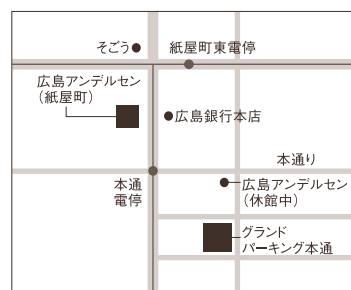 そごう
紙屋町東電停
広島アンデルセン
（紙屋町）
広島銀行本店
本通り
本通
電停
広島アンデルセン
（休館中）
グランド
パーキング本通